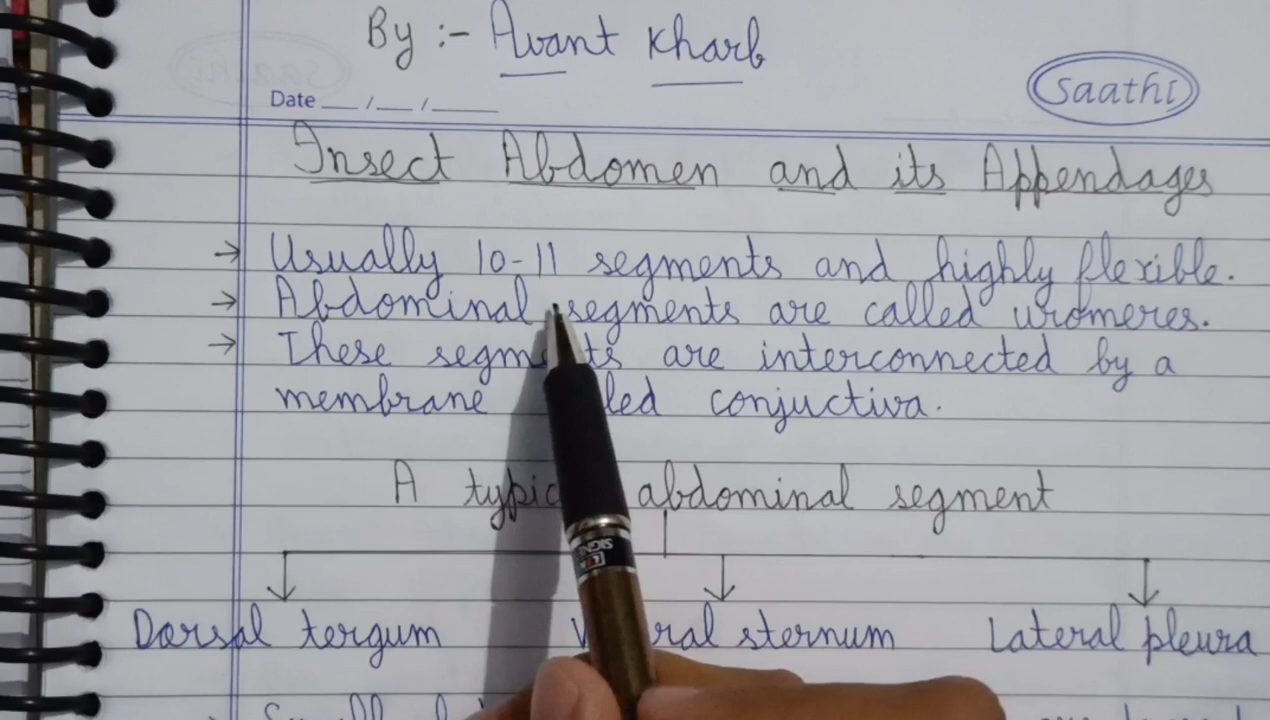 By :- Avant Kharb
Date __ / __ / ____
Saathi
Insect Abdomen and its Appendages
→ Usually 10-11 segments and highly flexible.
→ Abdominal segments are called uromeres.
→ These segm ts are interconnected by a
membrane led conjuctiva.
A typic abdominal segment
Dorsal tergum V ral sternum Lateral pleura